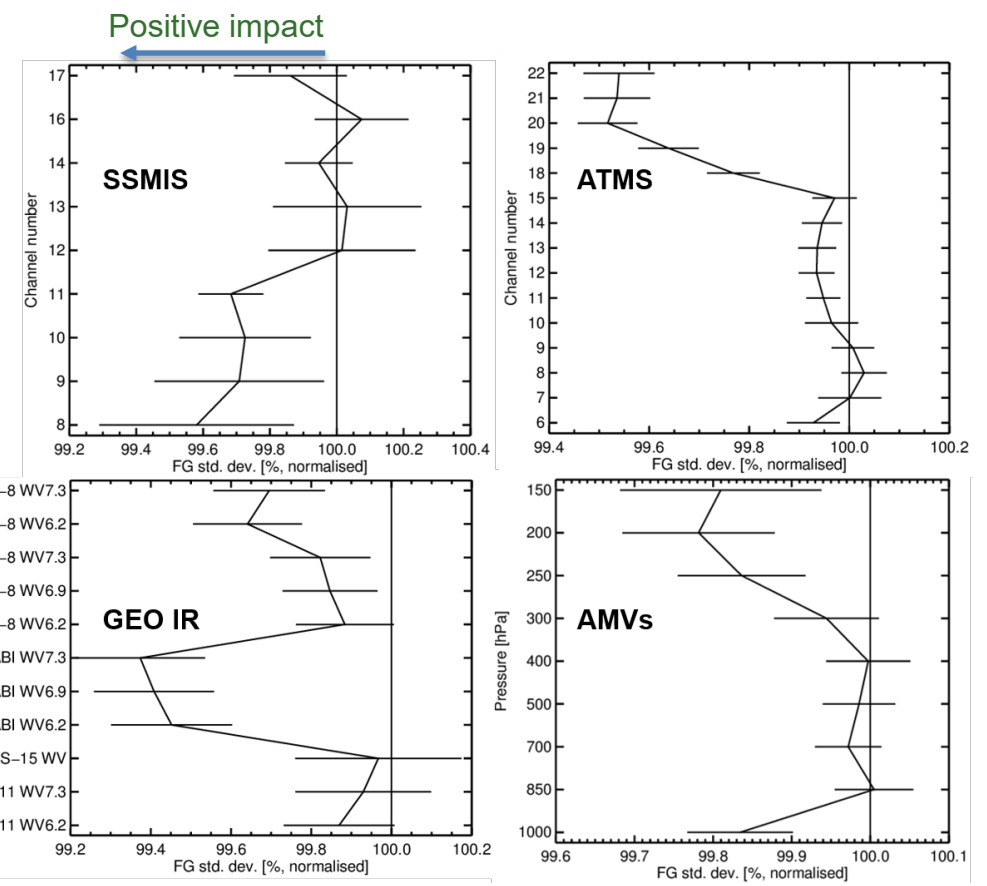 Positive impact
17
16
14
13
12
11
10
9
8
Channel number
SSMIS
99.2 99.4 99.6 99.8 100.0 100.2 100.4
FG std. dev. [%, normalised]
22
21
20
19
18
15
14
13
12
11
10
9
8
7
6
Channel number
ATMS
99.4 99.6 99.8 100.0 100.2
FG std. dev. [%, normalised]
–8 WV7.3
–8 WV6.2
–8 WV7.3
–8 WV6.9
–8 WV6.2
BI WV7.3
BI WV6.9
BI WV6.2
S–15 WV
11 WV7.3
11 WV6.2
GEO IR
99.2 99.4 99.6 99.8 100.0 100.2
FG std. dev. [%, normalised]
150
200
250
300
400
500
700
850
1000
Pressure [hPa]
AMVs
99.6 99.7 99.8 99.9 100.0 100.1
FG std. dev. [%, normalised]